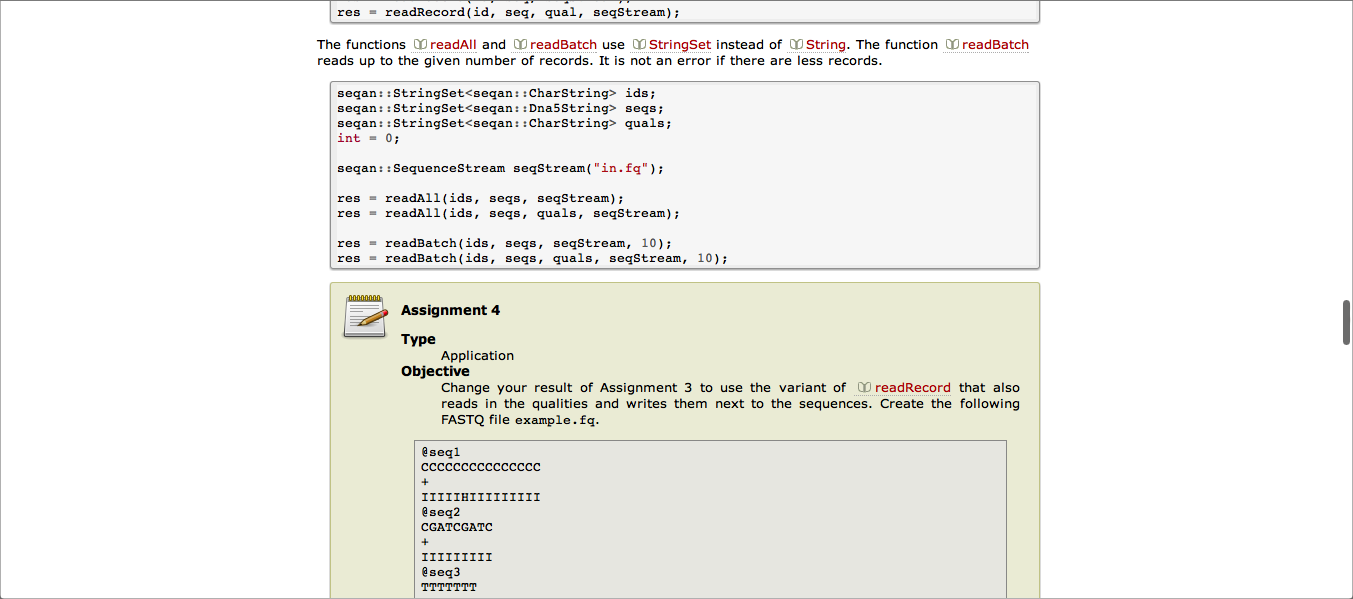 res = readRecord(id, seq, qual, seqStream);
The functions readAll and readBatch use StringSet instead of String. The function readBatch
reads up to the given number of records. It is not an error if there are less records.
seqan::StringSet<seqan::CharString> ids;
seqan::StringSet<seqan::Dna5String> seqs;
seqan::StringSet<seqan::CharString> quals;
int = 0;
seqan::SequenceStream seqStream("in.fq");
res = readAll(ids, seqs, seqStream);
res = readAll(ids, seqs, quals, seqStream);
res = readBatch(ids, seqs, seqStream, 10);
res = readBatch(ids, seqs, quals, seqStream, 10);
Assignment 4
Type
Application
Objective
Change your result of Assignment 3 to use the variant of readRecord that also
reads in the qualities and writes them next to the sequences. Create the following
FASTQ file example.fq.
@seq1
CCCCCCCCCCCCCCC
+
IIIIIHIIIIIIIII
@seq2
CGATCGATC
+
IIIIIIIII
@seq3
TTTTTTT